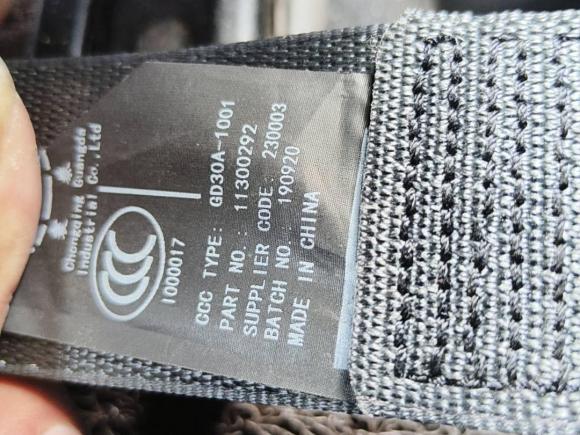 Chongqing Guangda
Industrial Co.,Ltd
CCC
1000017
CCC TYPE: GD30A-1001
PART NO.: 11300292
SUPPLIER CODE: 230003
BATCH NO. 190920
MADE IN CHINA